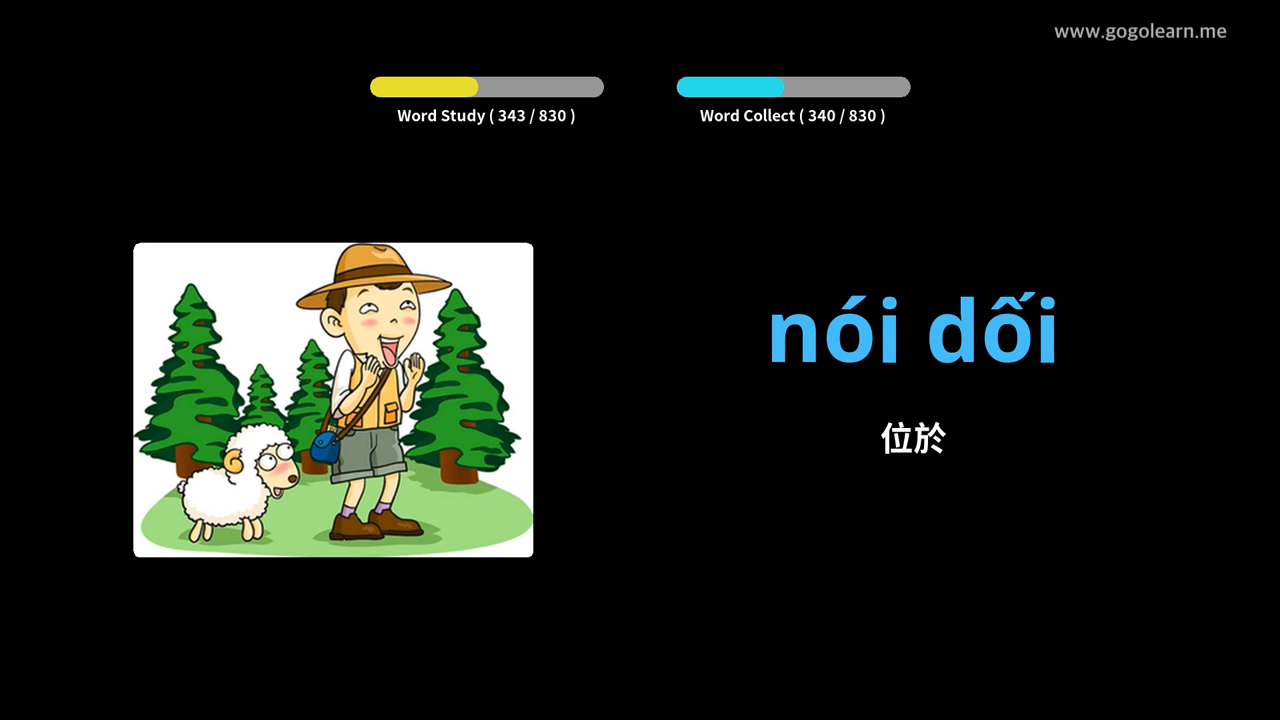 www.gogolearn.me
Word Study ( 343 / 830 )
Word Collect ( 340 / 830 )
nói dối
位於